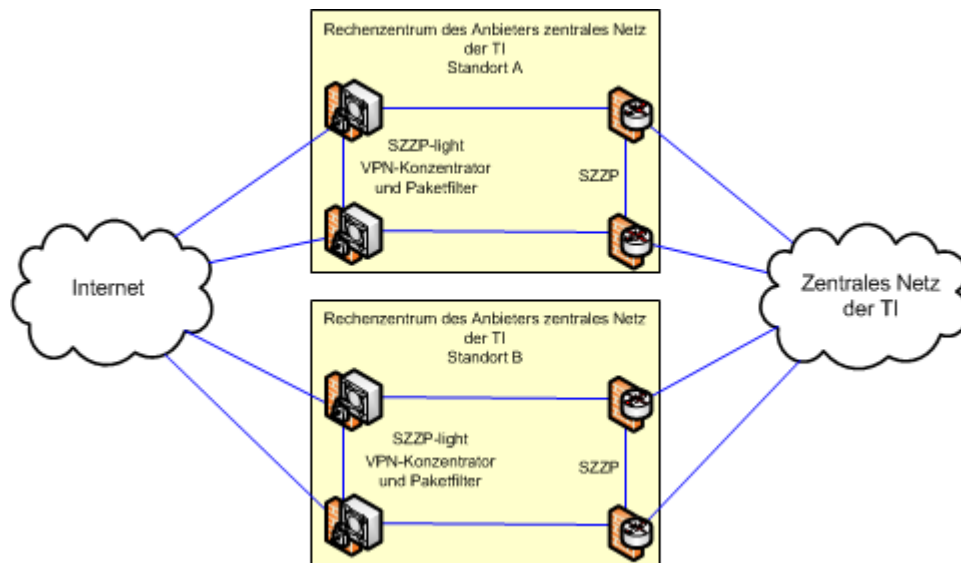 Rechenzentrum des Anbieters zentrales Netz
der TI
Standort A
SZZP-light
VPN-Konzentrator
und Paketfilter
SZZP
Internet
Zentrales Netz
der TI
Rechenzentrum des Anbieters zentrales Netz
der TI
Standort B
SZZP-light
VPN-Konzentrator
und Paketfilter
SZZP